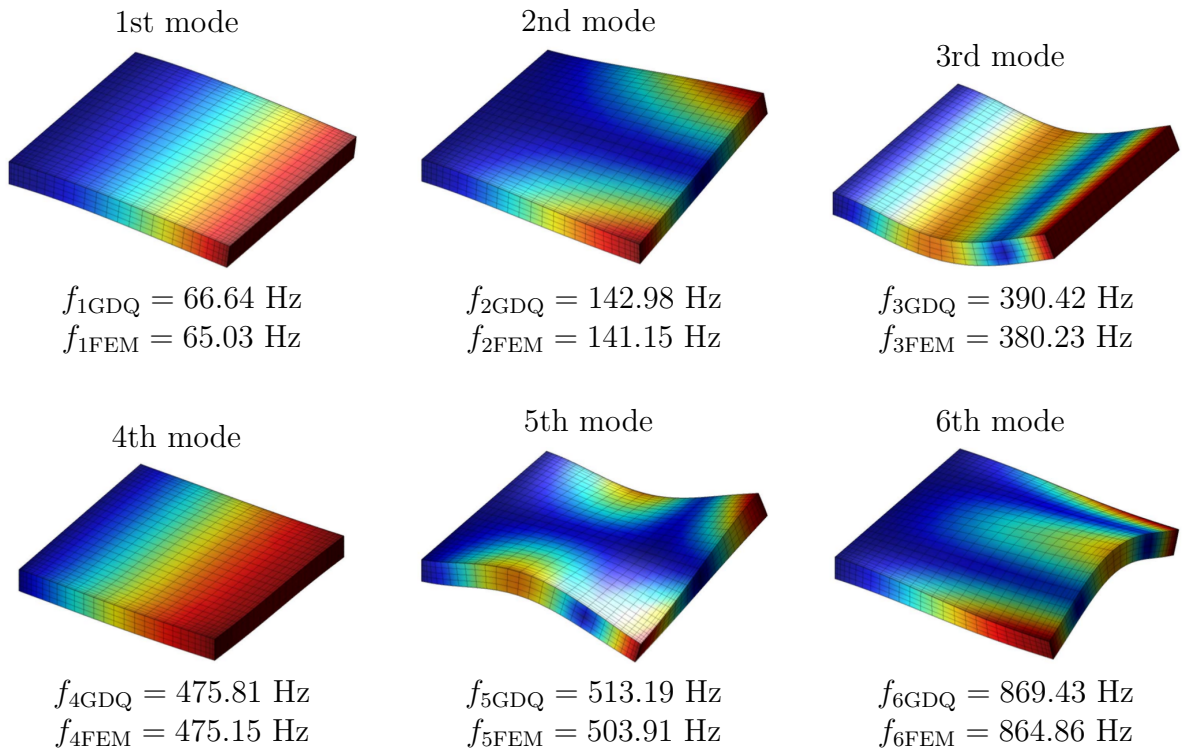 1st mode
f1GDQ = 66.64 Hz
f1FEM = 65.03 Hz
2nd mode
f2GDQ = 142.98 Hz
f2FEM = 141.15 Hz
3rd mode
f3GDQ = 390.42 Hz
f3FEM = 380.23 Hz
4th mode
f4GDQ = 475.81 Hz
f4FEM = 475.15 Hz
5th mode
f5GDQ = 513.19 Hz
f5FEM = 503.91 Hz
6th mode
f6GDQ = 869.43 Hz
f6FEM = 864.86 Hz